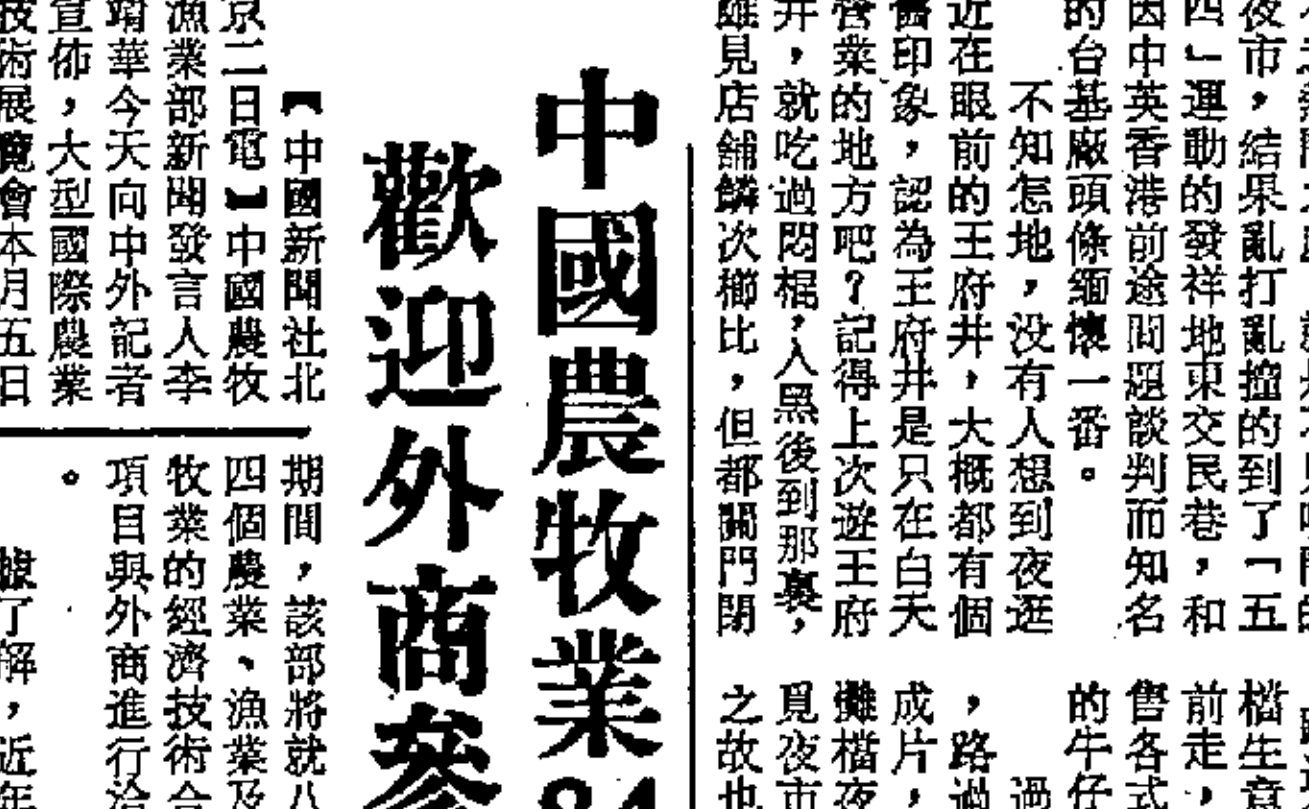 夜市，結果亂打亂撞的到了「五
四」運動的發祥地東交民巷，和
因中英香港前途問題談判而知名
的台基廠頭條緬懷一番。
不知怎地，没有人想到夜逛
近在眼前的王府井，大概都有個
舊印象，認為王府井是只在白天
營業的地方吧？記得上次遊王府
井，就吃過悶棍，入黑後到那裏，
雖見店舖鱗次櫛比，但都關門閉
檔生意
前走，
售各式
的牛仔
過
，路過
成片，
攤檔夜
覓夜市
之故也
中國農牧業84
歡迎外商參
【中國新聞社北
京二日電】中國農牧
漁業部新聞發言人李
靖華今天向中外記者
宣佈，大型國際農業
技術展覽會本月五日
期間，該部將就八
四個農業、漁業及
牧業的經濟技術合
項目與外商進行洽
。
據了解，近年